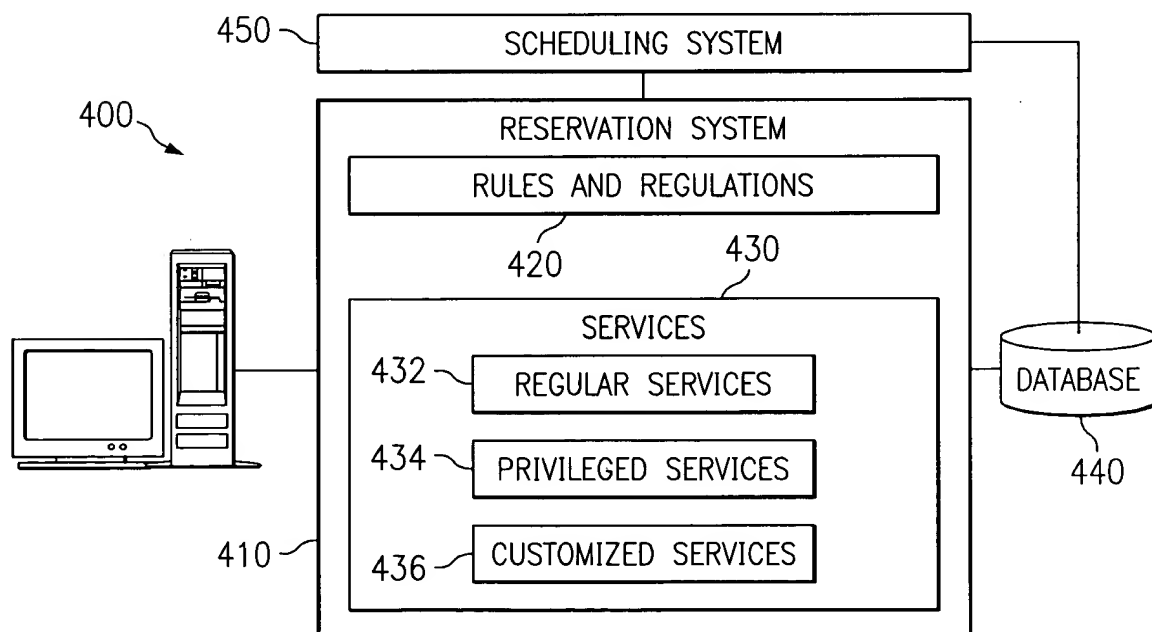 450
SCHEDULING SYSTEM
400
RESERVATION SYSTEM
RULES AND REGULATIONS
420
430
SERVICES
432
REGULAR SERVICES
434
PRIVILEGED SERVICES
436
CUSTOMIZED SERVICES
410
DATABASE
440